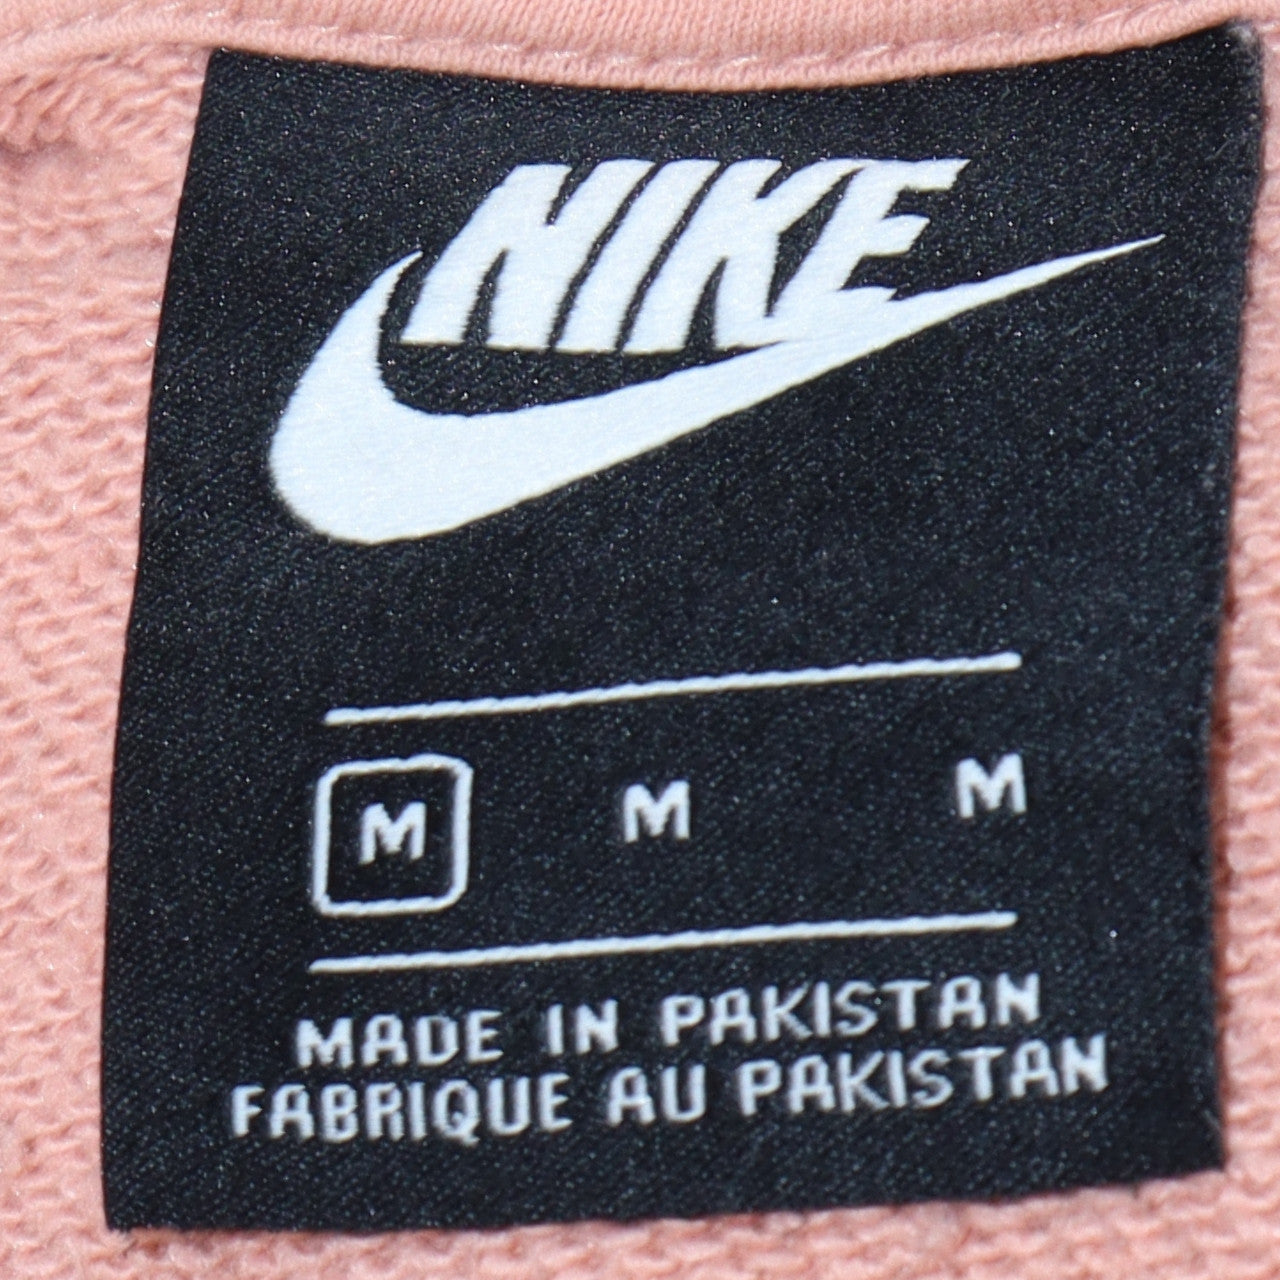 NIKE
M M M
MADE IN PAKISTAN
FABRIQUE AU PAKISTAN